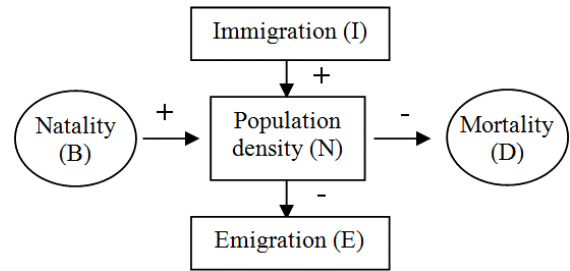 Immigration (I)
+
Natality
(B)
+
Population
density (N)
-
Mortality
(D)
-
Emigration (E)